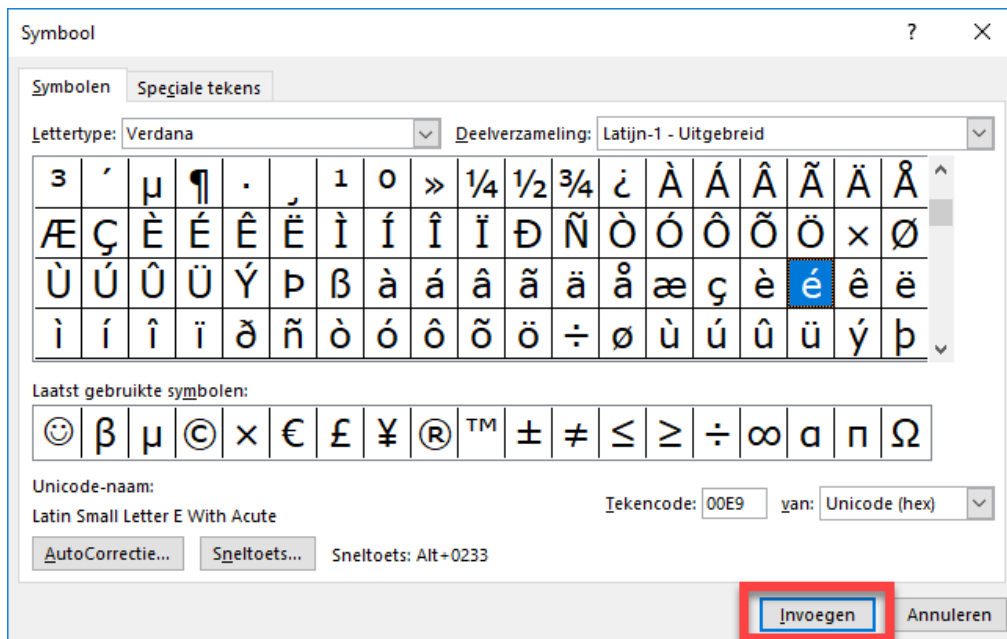 Symbool ? ×
Symbolen Speciale tekens
Lettertype: Verdana Deelverzameling: Latijn-1 - Uitgebreid
³ ´ µ ¶ · ¸ ¹ º » ¼ ½ ¾ ¿ À Á Â Ã Ä Å
Æ Ç È É Ê Ë Ì Í Î Ï Ð Ñ Ò Ó Ô Õ Ö × Ø
Ù Ú Û Ü Ý Þ ß à á â ã ä å æ ç è é ê ë
ì í î ï ð ñ ò ó ô õ ö ÷ ø ù ú û ü ý þ
Laatst gebruikte symbolen:
☺ β µ © × € £ ¥ ® ™ ± ≠ ≤ ≥ ÷ ∞ α π Ω
Unicode-naam:
Latin Small Letter E With Acute
Tekencode: 00E9 van: Unicode (hex)
AutoCorrectie... Sneltoets... Sneltoets: Alt+0233
Invoegen Annuleren